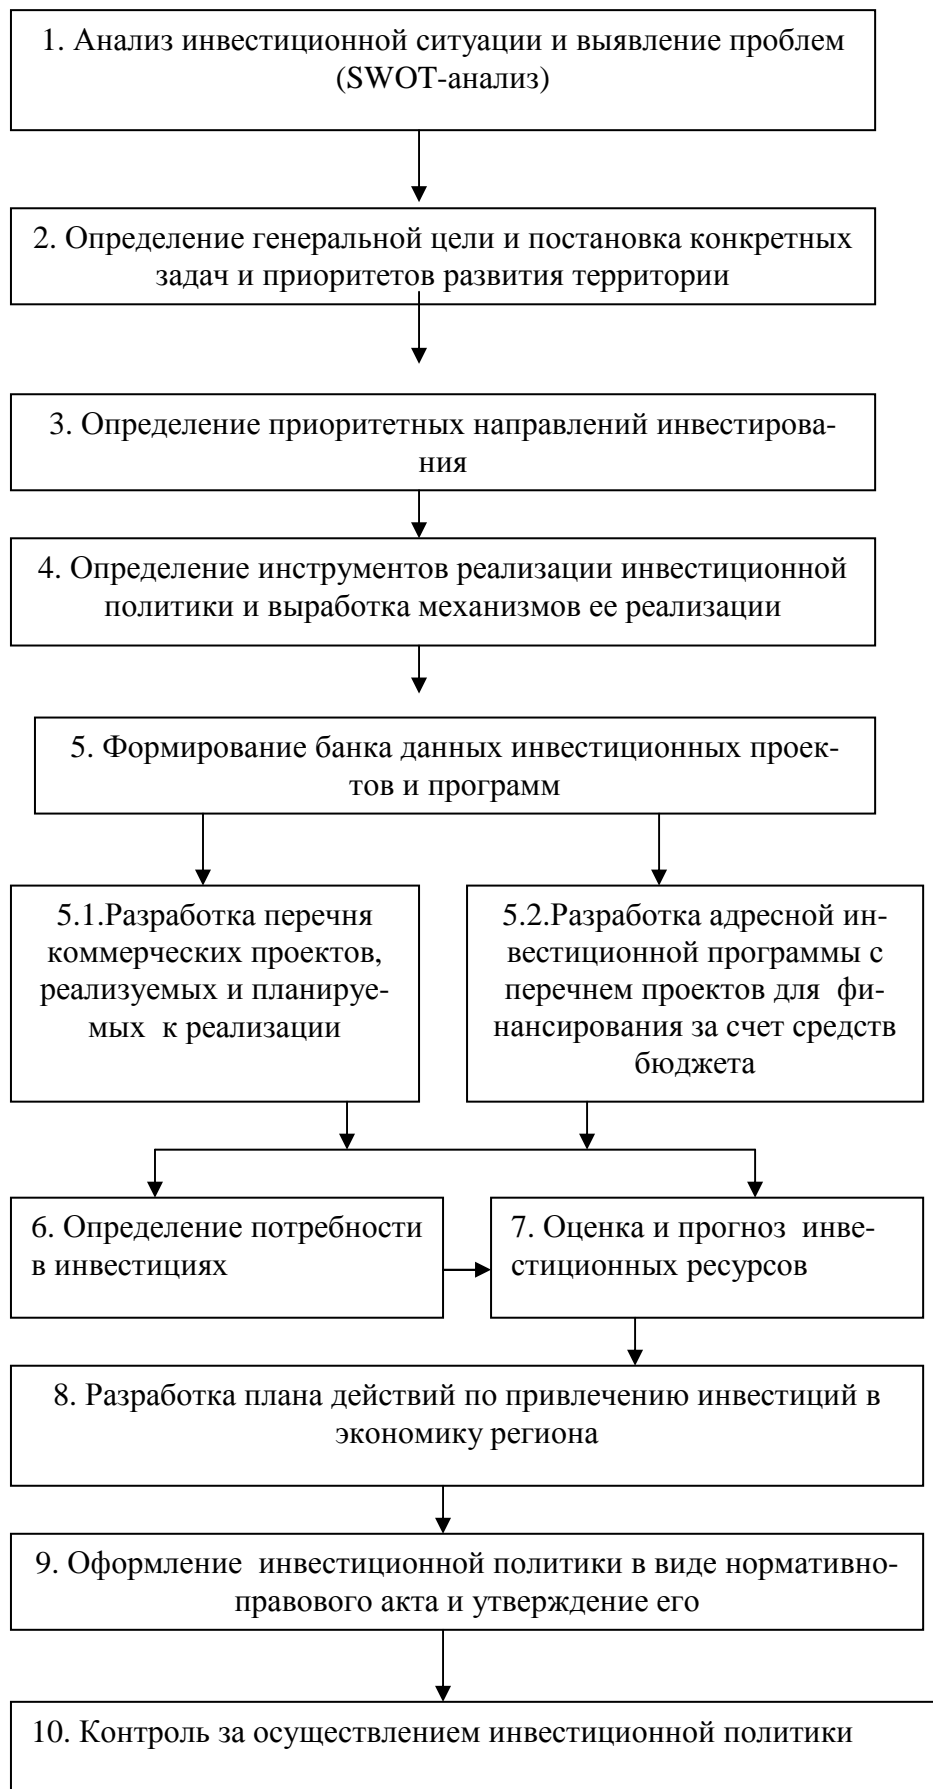 1. Анализ инвестиционной ситуации и выявление проблем
(SWOT-анализ)
2. Определение генеральной цели и постановка конкретных
задач и приоритетов развития территории
3. Определение приоритетных направлений инвестирова-
ния
4. Определение инструментов реализации инвестиционной
политики и выработка механизмов ее реализации
5. Формирование банка данных инвестиционных проек-
тов и программ
5.1.Разработка перечня
коммерческих проектов,
реализуемых и планируе-
мых к реализации
5.2.Разработка адресной ин-
вестиционной программы с
перечнем проектов для фи-
нансирования за счет средств
бюджета
6. Определение потребности
в инвестициях
7. Оценка и прогноз инве-
стиционных ресурсов
8. Разработка плана действий по привлечению инвестиций в
экономику региона
9. Оформление инвестиционной политики в виде нормативно-
правового акта и утверждение его
10. Контроль за осуществлением инвестиционной политики